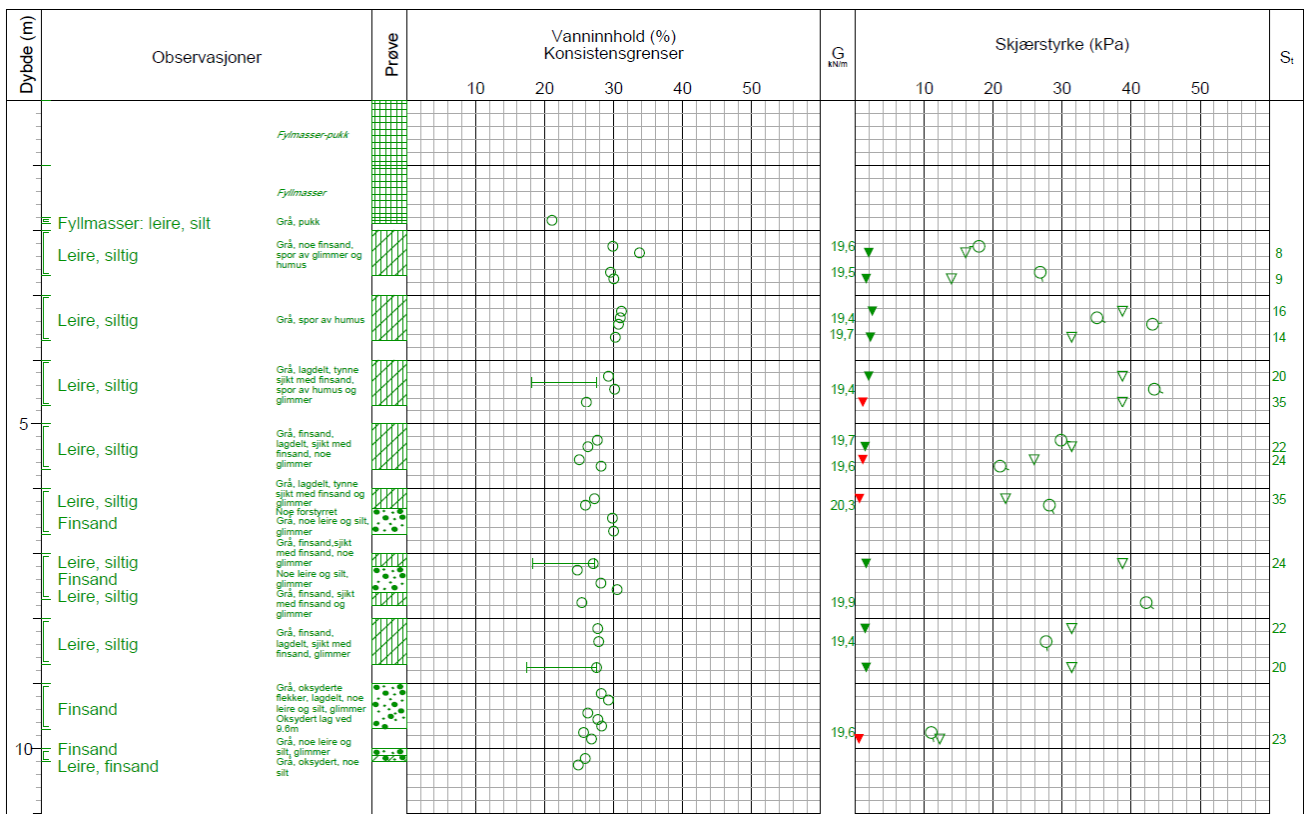 Dybde (m)
Observasjoner
Prøve
Vanninnhold (%)
Konsistensgrenser
10 20 30 40 50
G
kN/m
Skjærstyrke (kPa)
10 20 30 40 50
Sₜ
Fylmasser-pukk
Fyllmasser
Fyllmasser: leire, silt
Grå, pukk
Leire, siltig
Grå, noe finsand,
spor av glimmer og
humus
19,6
8
19,5
9
Leire, siltig
Grå, spor av humus
16
19,4
19,7
14
Leire, siltig
Grå, lagdelt, tynne
sjikt med finsand,
spor av humus og
glimmer
20
19,4
35
5
Leire, siltig
Grå, finsand,
lagdelt, sjikt med
finsand, noe
glimmer
19,7
22
24
19,6
Leire, siltig
Grå, lagdelt, tynne
sjikt med finsand og
glimmer
35
20,3
Finsand
Noe forstyrret
Grå, noe leire og silt,
glimmer
Leire, siltig
Grå, finsand,sjikt
med finsand, noe
glimmer
24
Finsand
Noe leire og silt,
glimmer
Leire, siltig
Grå, finsand, sjikt
med finsand og
glimmer
19,9
Leire, siltig
Grå, finsand,
lagdelt, sjikt med
finsand, glimmer
22
19,4
20
Finsand
Grå, oksyderte
flekker, lagdelt, noe
leire og silt, glimmer
Oksydert lag ved
9.6m
19,6
23
10
Finsand
Grå, noe leire og
silt, glimmer
Leire, finsand
Grå, oksydert, noe
silt